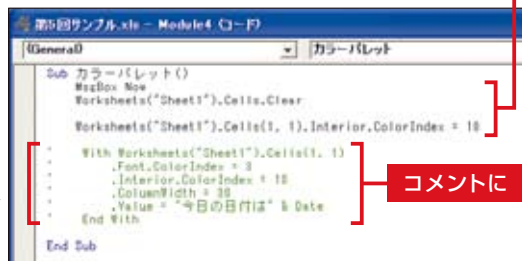 第5回サンプル.xls - Module4 (コード)
(General)
カラーパレット
Sub カラーパレット()
MsgBox Now
Worksheets("Sheet1").Cells.Clear
Worksheets("Sheet1").Cells(1, 1).Interior.ColorIndex = 10
' With Worksheets("Sheet1").Cells(1, 1)
' .Font.ColorIndex = 3
' .Interior.ColorIndex = 10
' .ColumnWidth = 30
' .Value = "今日の日付は" & Date
' End With
コメントに
End Sub